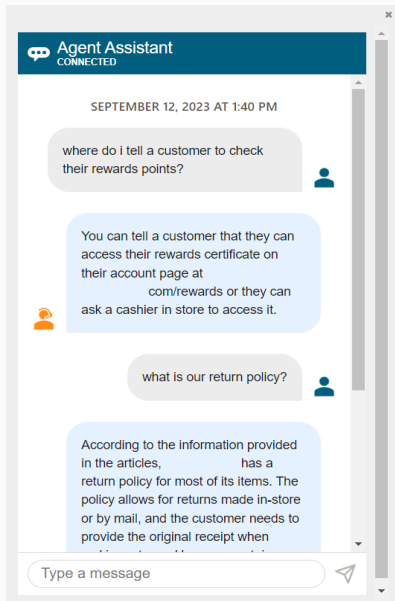 Agent Assistant
CONNECTED
SEPTEMBER 12, 2023 AT 1:40 PM
where do i tell a customer to check
their rewards points?
You can tell a customer that they can
access their rewards certificate on
their account page at
com/rewards or they can
ask a cashier in store to access it.
what is our return policy?
According to the information provided
in the articles, has a
return policy for most of its items. The
policy allows for returns made in-store
or by mail, and the customer needs to
provide the original receipt when
Type a message